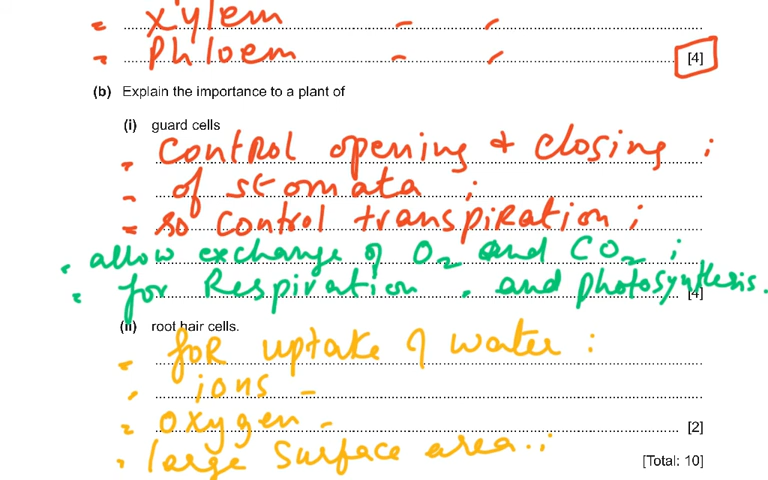 - xylem - -
- Phloem - - [4]
(b) Explain the importance to a plant of
(i) guard cells
- control opening & closing ;
- of stomata ;
- so control transpiration ;
- allow exchange of O2 and CO2 ;
- for Respiration , and photosynthesis. [4]
(ii) root hair cells.
- for uptake of water ;
- ions -
- oxygen - [2]
- large surface area . ;
[Total: 10]